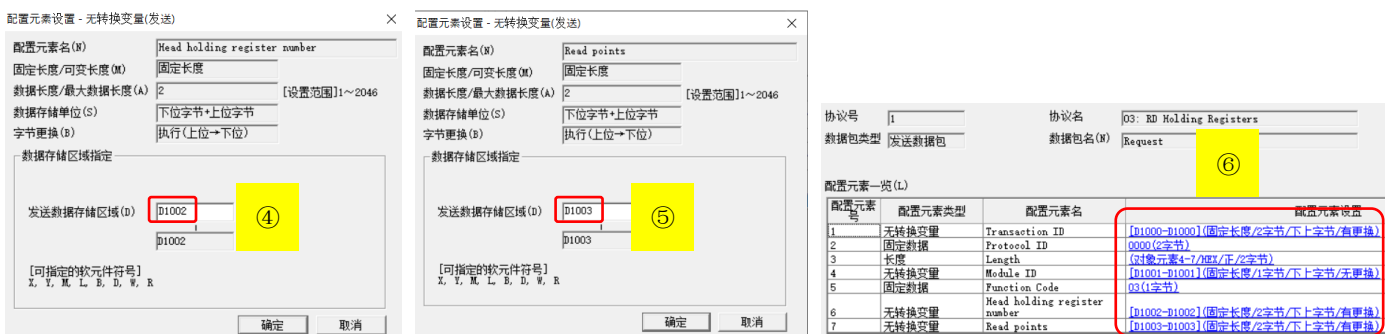 配置元素设置 - 无转换变量(发送)
配置元素名(N) Head holding register number
固定长度/可变长度(M) 固定长度
数据长度/最大数据长度(A) 2 [设置范围]1～2046
数据存储单位(S) 下位字节+上位字节
字节更换(B) 执行(上位→下位)
数据存储区域指定
发送数据存储区域(D) D1002
④
D1002
[可指定的软元件符号]
X, Y, M, L, B, D, W, R
确定 取消
配置元素设置 - 无转换变量(发送)
配置元素名(N) Read points
固定长度/可变长度(M) 固定长度
数据长度/最大数据长度(A) 2 [设置范围]1～2046
数据存储单位(S) 下位字节+上位字节
字节更换(B) 执行(上位→下位)
数据存储区域指定
发送数据存储区域(D) D1003
⑤
D1003
[可指定的软元件符号]
X, Y, M, L, B, D, W, R
确定 取消
协议号 1 协议名 03: RD Holding Registers
数据包类型 发送数据包 数据包名(N) Request
⑥
配置元素一览(L)
配置元素号 配置元素类型 配置元素名 配置元素设置
1 无转换变量 Transaction ID [D1000-D1000](固定长度/2字节/下上字节/有更换)
2 固定数据 Protocol ID 0000(2字节)
3 长度 Length (对象元素4-7/HEX/正/2字节)
4 无转换变量 Module ID [D1001-D1001](固定长度/1字节/下上字节/无更换)
5 固定数据 Function Code 03(1字节)
6 无转换变量 Head holding register number [D1002-D1002](固定长度/2字节/下上字节/有更换)
7 无转换变量 Read points [D1003-D1003](固定长度/2字节/下上字节/有更换)